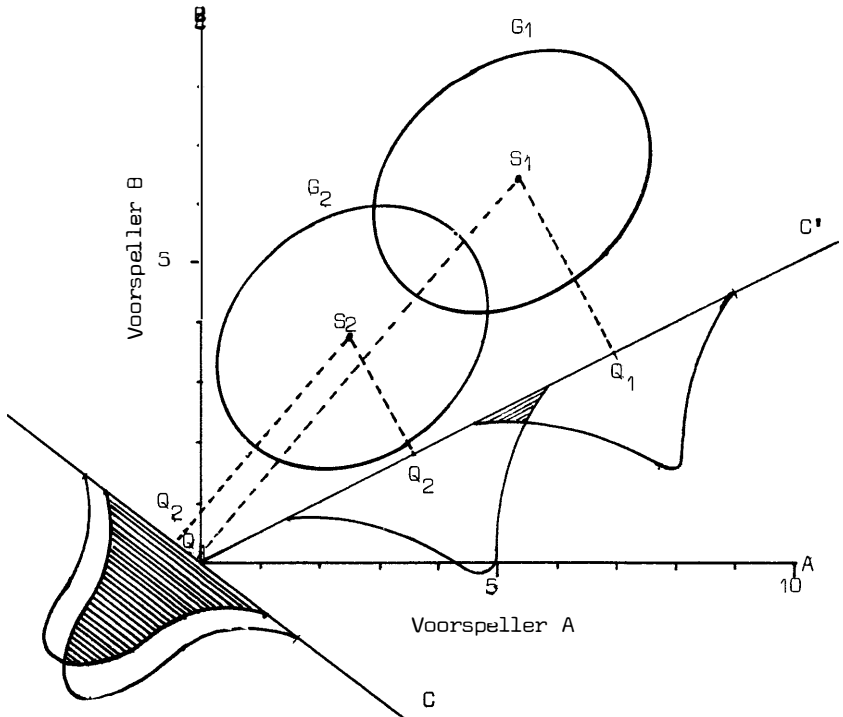 B
G₁
S₁
G₂
Voorspeller B
C'
5
S₂
Q₁
Q₂
Q₂
Q
A
5
10
Voorspeller A
C